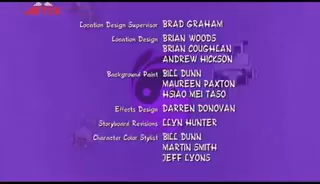 Location Design Supervisor BRAD GRAHAM
Location Design BRIAN WOODS
BRIAN COUGHLAN
ANDREW HICKSON
Background Paint BILL DUNN
MAUREEN PAXTON
HSIAO MEI TASO
Effects Design DARREN DONOVAN
Storyboard Revisions LLYN HUNTER
Character Color Stylist BILL DUNN
MARTIN SMITH
JEFF LYONS